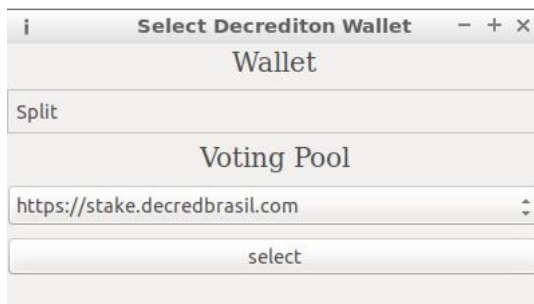 Select Decrediton Wallet
Wallet
Split
Voting Pool
https://stake.decredbrasil.com
select